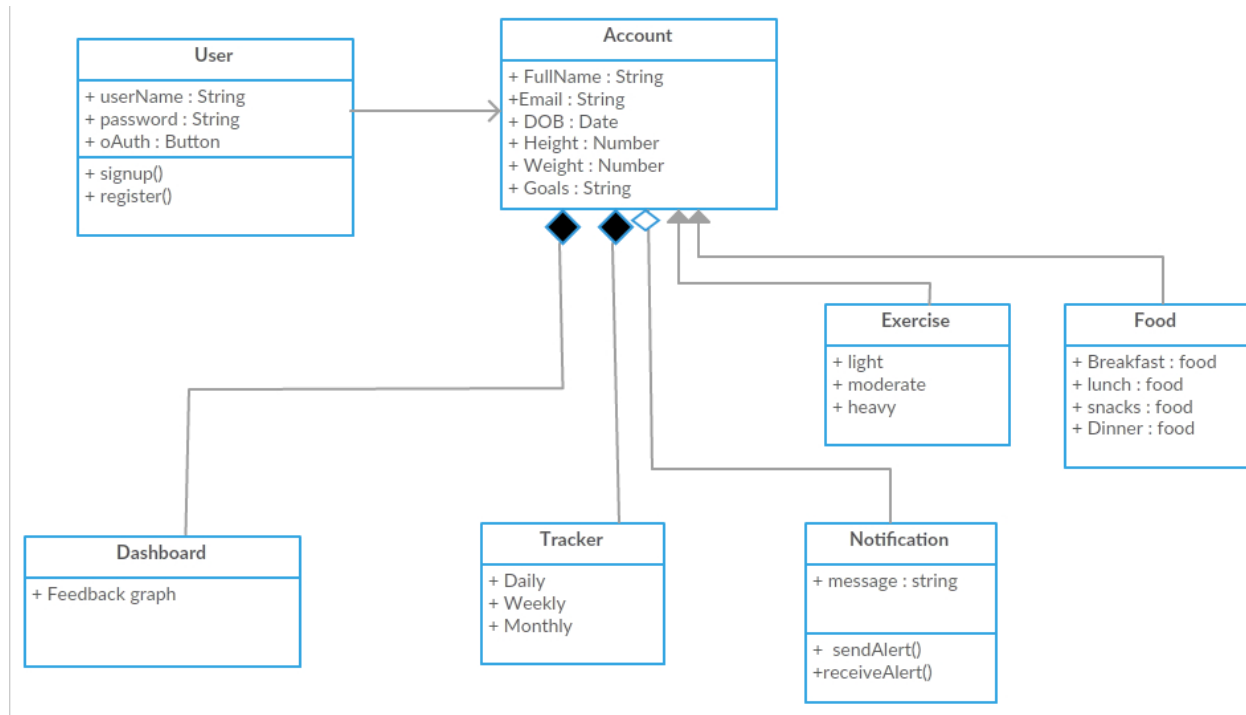 User
+ userName : String
+ password : String
+ oAuth : Button
+ signup()
+ register()
Account
+ FullName : String
+Email : String
+ DOB : Date
+ Height : Number
+ Weight : Number
+ Goals : String
Exercise
+ light
+ moderate
+ heavy
Food
+ Breakfast : food
+ lunch : food
+ snacks : food
+ Dinner : food
Dashboard
+ Feedback graph
Tracker
+ Daily
+ Weekly
+ Monthly
Notification
+ message : string
+ sendAlert()
+receiveAlert()